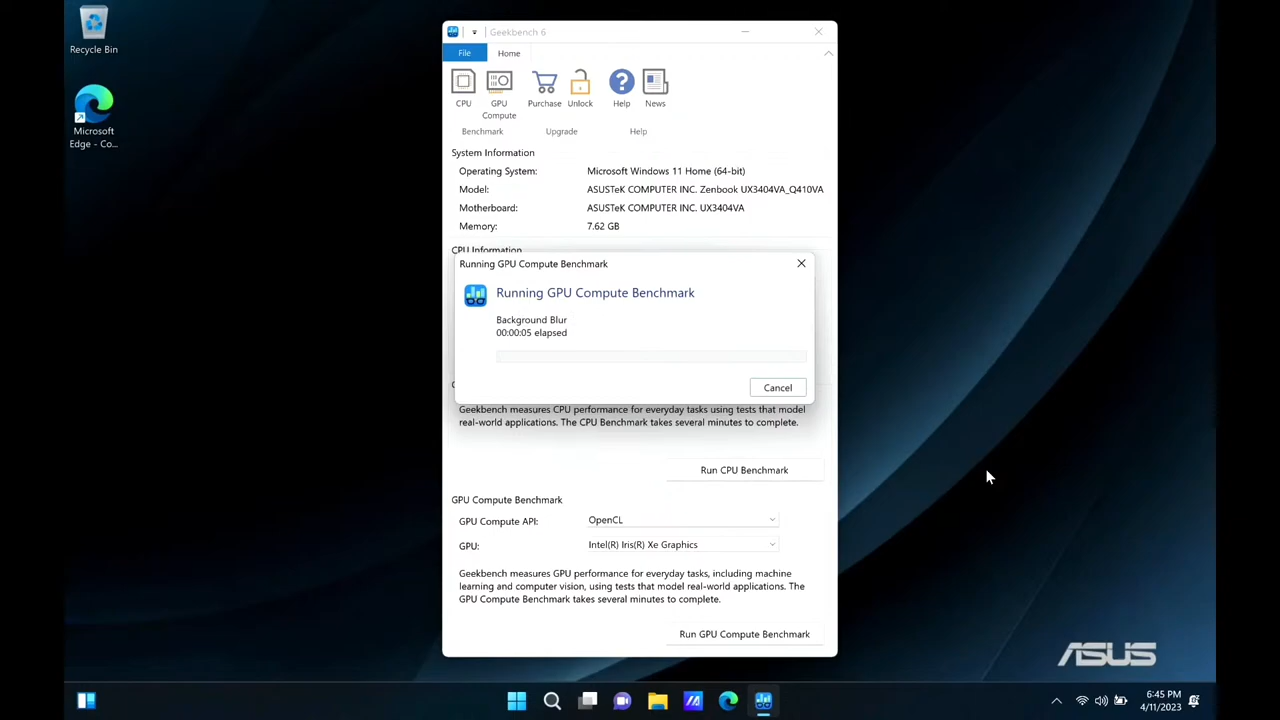 Recycle Bin
Microsoft
Edge - Co...
Geekbench 6
File
Home
CPU
GPU
Compute
Purchase
Unlock
Help
News
Benchmark
Upgrade
Help
System Information
Operating System:
Microsoft Windows 11 Home (64-bit)
Model:
ASUSTeK COMPUTER INC. Zenbook UX3404VA_Q410VA
Motherboard:
ASUSTeK COMPUTER INC. UX3404VA
Memory:
7.62 GB
CPU Information
Running GPU Compute Benchmark
Running GPU Compute Benchmark
Background Blur
00:00:05 elapsed
Cancel
Geekbench measures CPU performance for everyday tasks using tests that model
real-world applications. The CPU Benchmark takes several minutes to complete.
Run CPU Benchmark
GPU Compute Benchmark
GPU Compute API:
OpenCL
GPU:
Intel(R) Iris(R) Xe Graphics
Geekbench measures GPU performance for everyday tasks, including machine
learning and computer vision, using tests that model real-world applications. The
GPU Compute Benchmark takes several minutes to complete.
Run GPU Compute Benchmark
ASUS
6:45 PM
4/11/2023